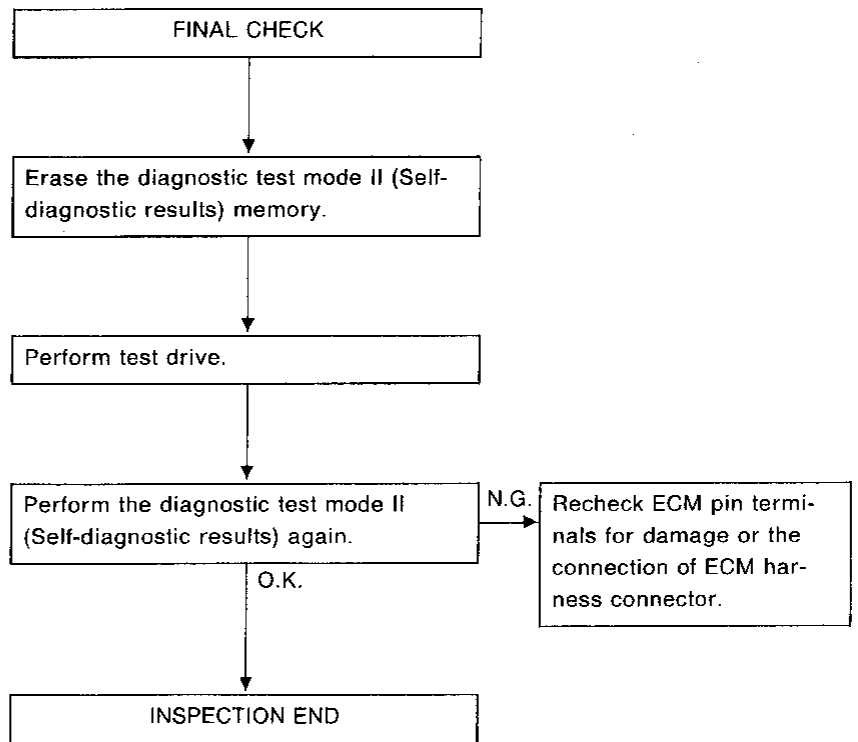 FINAL CHECK
Erase the diagnostic test mode II (Self-
diagnostic results) memory.
Perform test drive.
Perform the diagnostic test mode II
(Self-diagnostic results) again.
N.G.
Recheck ECM pin termi-
nals for damage or the
connection of ECM har-
ness connector.
O.K.
INSPECTION END